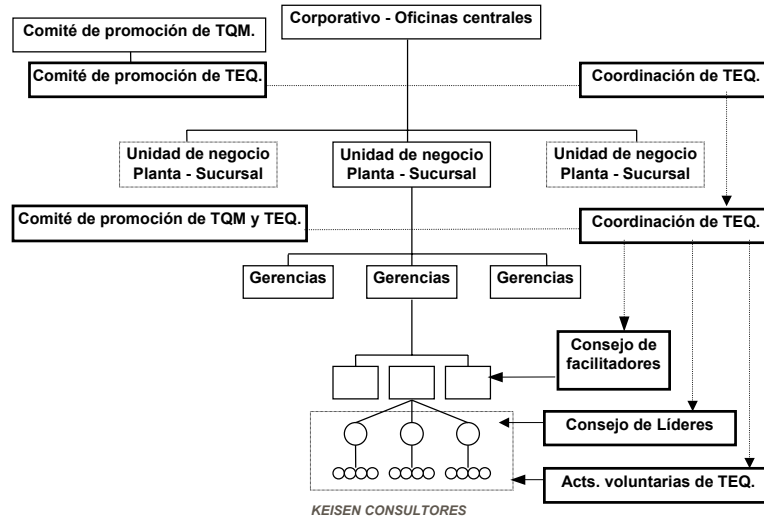 Comité de promoción de TQM.
Corporativo - Oficinas centrales
Comité de promoción de TEQ.
Coordinación de TEQ.
Unidad de negocio
Planta - Sucursal
Unidad de negocio
Planta - Sucursal
Unidad de negocio
Planta - Sucursal
Comité de promoción de TQM y TEQ.
Coordinación de TEQ.
Gerencias
Gerencias
Gerencias
Consejo de
facilitadores
Consejo de Líderes
Acts. voluntarias de TEQ.
KEISEN CONSULTORES